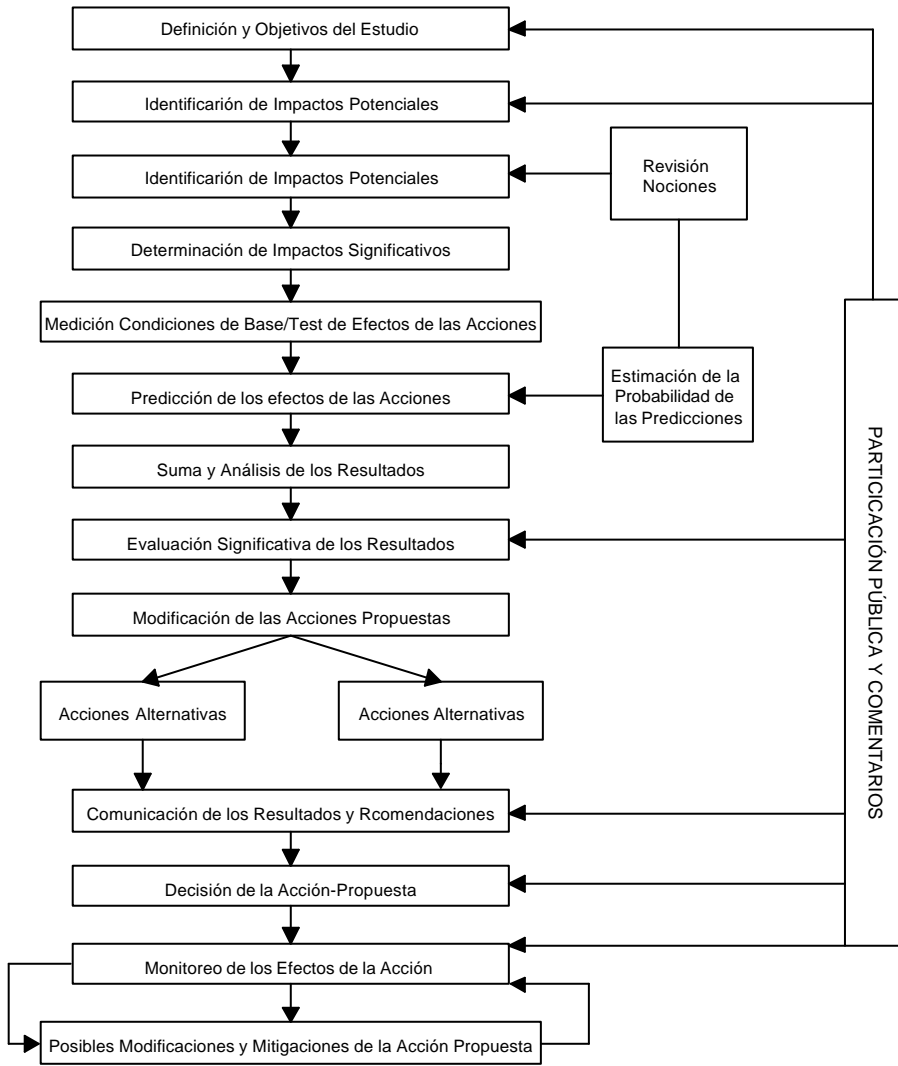 Definición y Objetivos del Estudio
Identificarión de Impactos Potenciales
Identificarión de Impactos Potenciales
Revisión
Nociones
Determinación de Impactos Significativos
Medición Condiciones de Base/Test de Efectos de las Acciones
Predicción de los efectos de las Acciones
Estimación de la
Probabilidad de
las Predicciones
Suma y Análisis de los Resultados
Evaluación Significativa de los Resultados
Modificación de las Acciones Propuestas
Acciones Alternativas
Acciones Alternativas
Comunicación de los Resultados y Rcomendaciones
Decisión de la Acción-Propuesta
Monitoreo de los Efectos de la Acción
Posibles Modificaciones y Mitigaciones de la Acción Propuesta
PARTICICACIÓN PÚBLICA Y COMENTARIOS